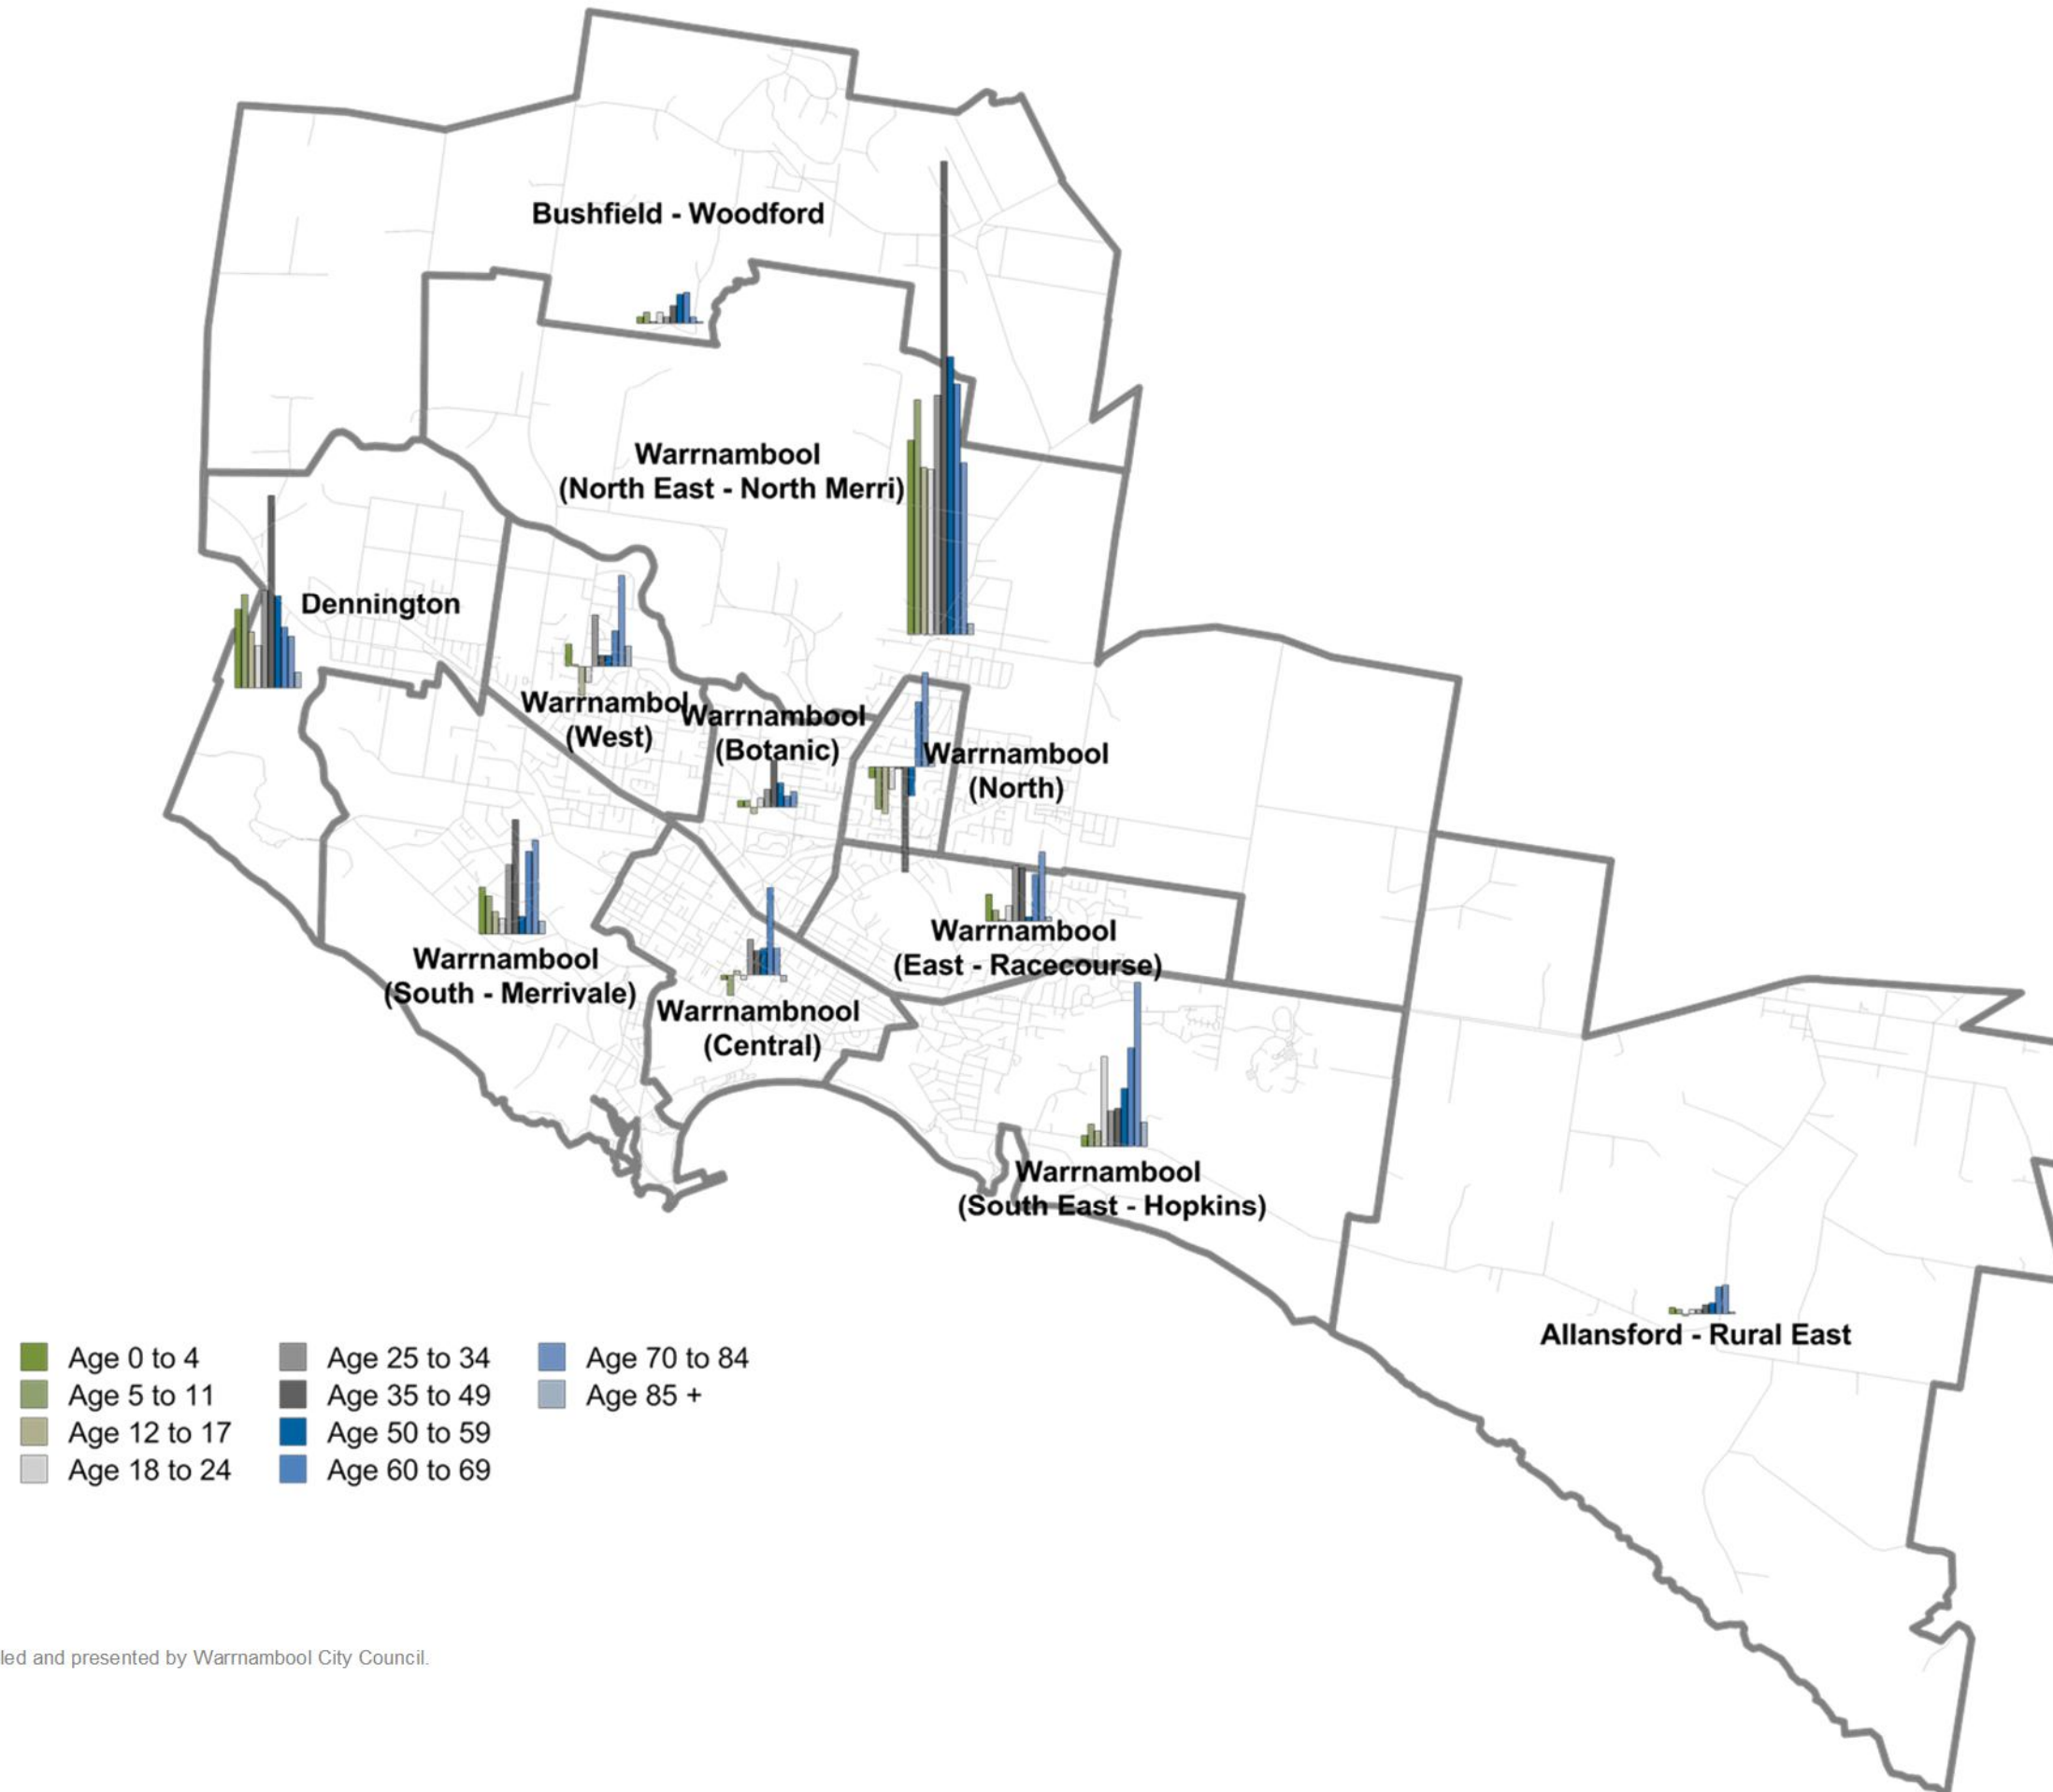 Bushfield - Woodford
Warrnambool
(North East - North Merri)
Dennington
Warrnambol
(West)
Warrnambool
(Botanic)
Warrnambool
(North)
Warrnambool
(East - Racecourse)
Warrnambool
(South - Merrivale)
Warrnambnool
(Central)
Warrnambool
(South East - Hopkins)
Allansford - Rural East
Age 0 to 4
Age 5 to 11
Age 12 to 17
Age 18 to 24
Age 25 to 34
Age 35 to 49
Age 50 to 59
Age 60 to 69
Age 70 to 84
Age 85 +
led and presented by Warrnambool City Council.